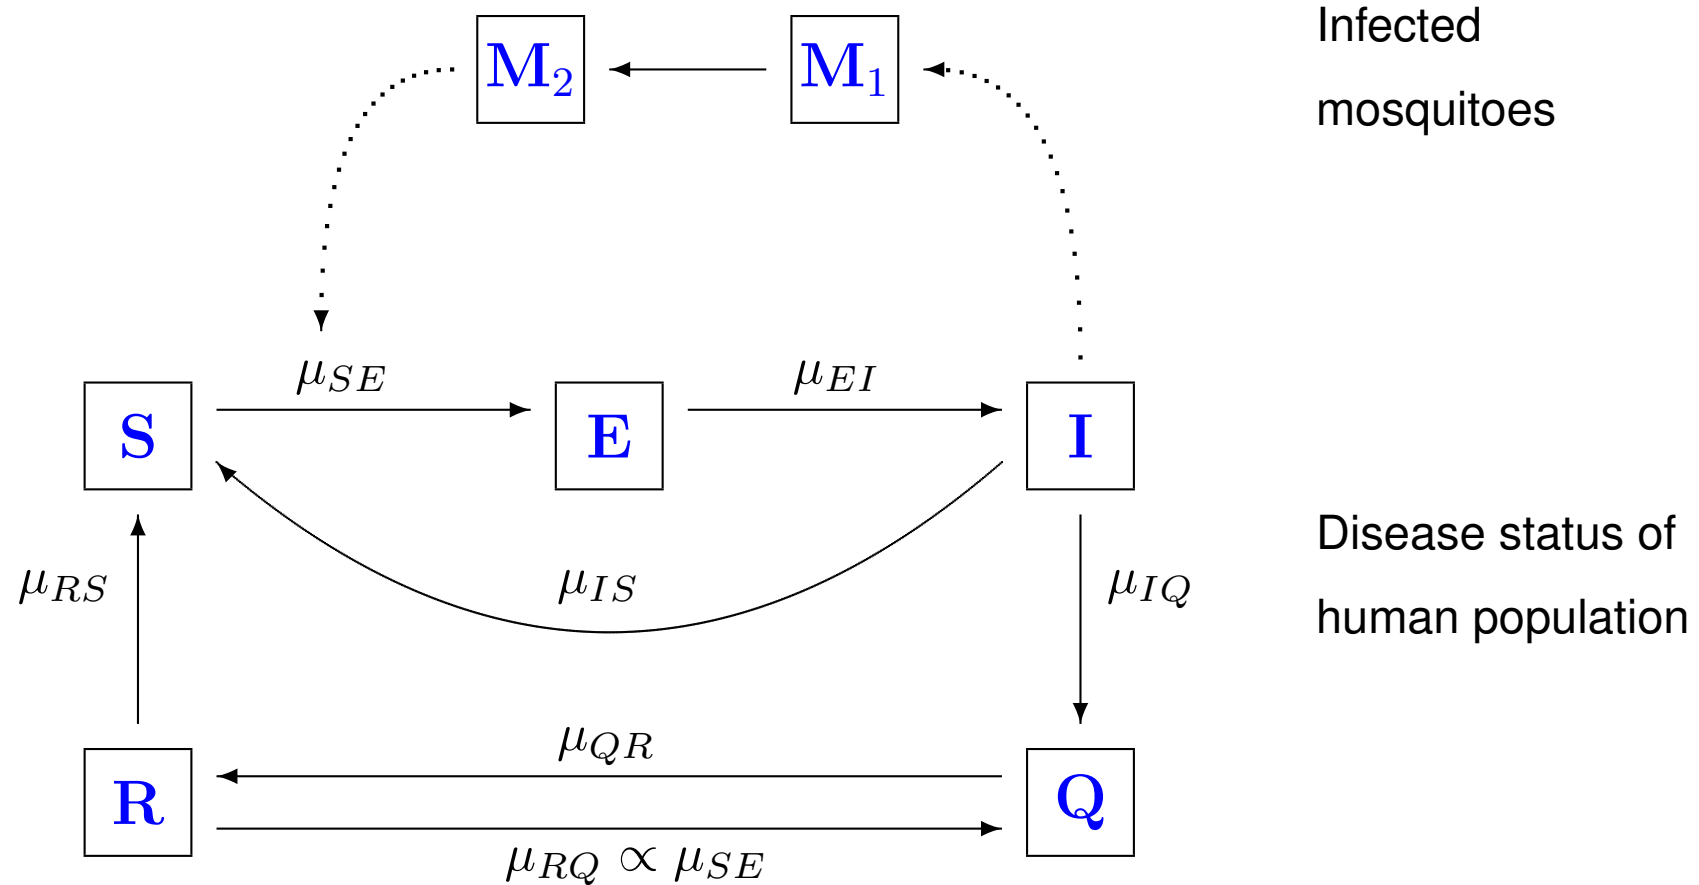 M₂
M₁
Infected
mosquitoes
μ_SE
μ_EI
S
E
I
μ_RS
μ_IS
μ_IQ
Disease status of
human population
μ_QR
R
Q
μ_RQ ∝ μ_SE